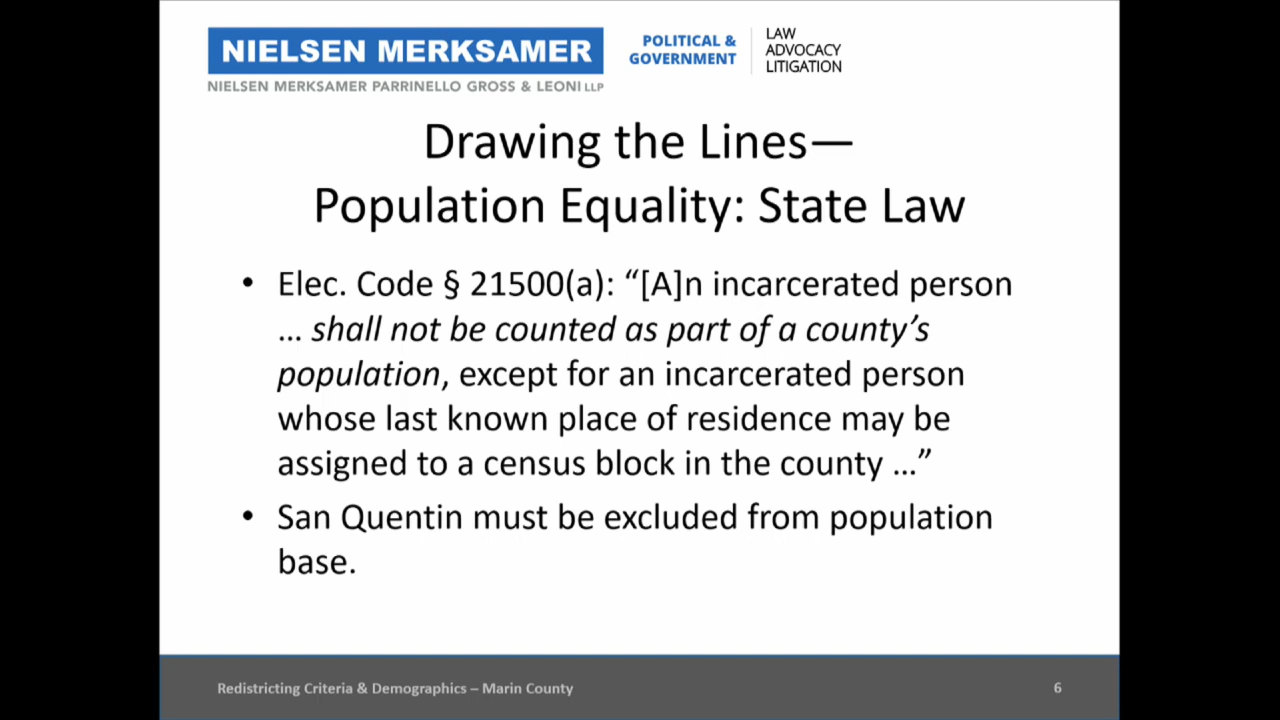 NIELSEN MERKSAMER
NIELSEN MERKSAMER PARRINELLO GROSS & LEONI LLP
POLITICAL &
GOVERNMENT
LAW
ADVOCACY
LITIGATION
Drawing the Lines—
Population Equality: State Law
• Elec. Code § 21500(a): “[A]n incarcerated person
… shall not be counted as part of a county’s
population, except for an incarcerated person
whose last known place of residence may be
assigned to a census block in the county …”
• San Quentin must be excluded from population
base.
Redistricting Criteria & Demographics – Marin County
6